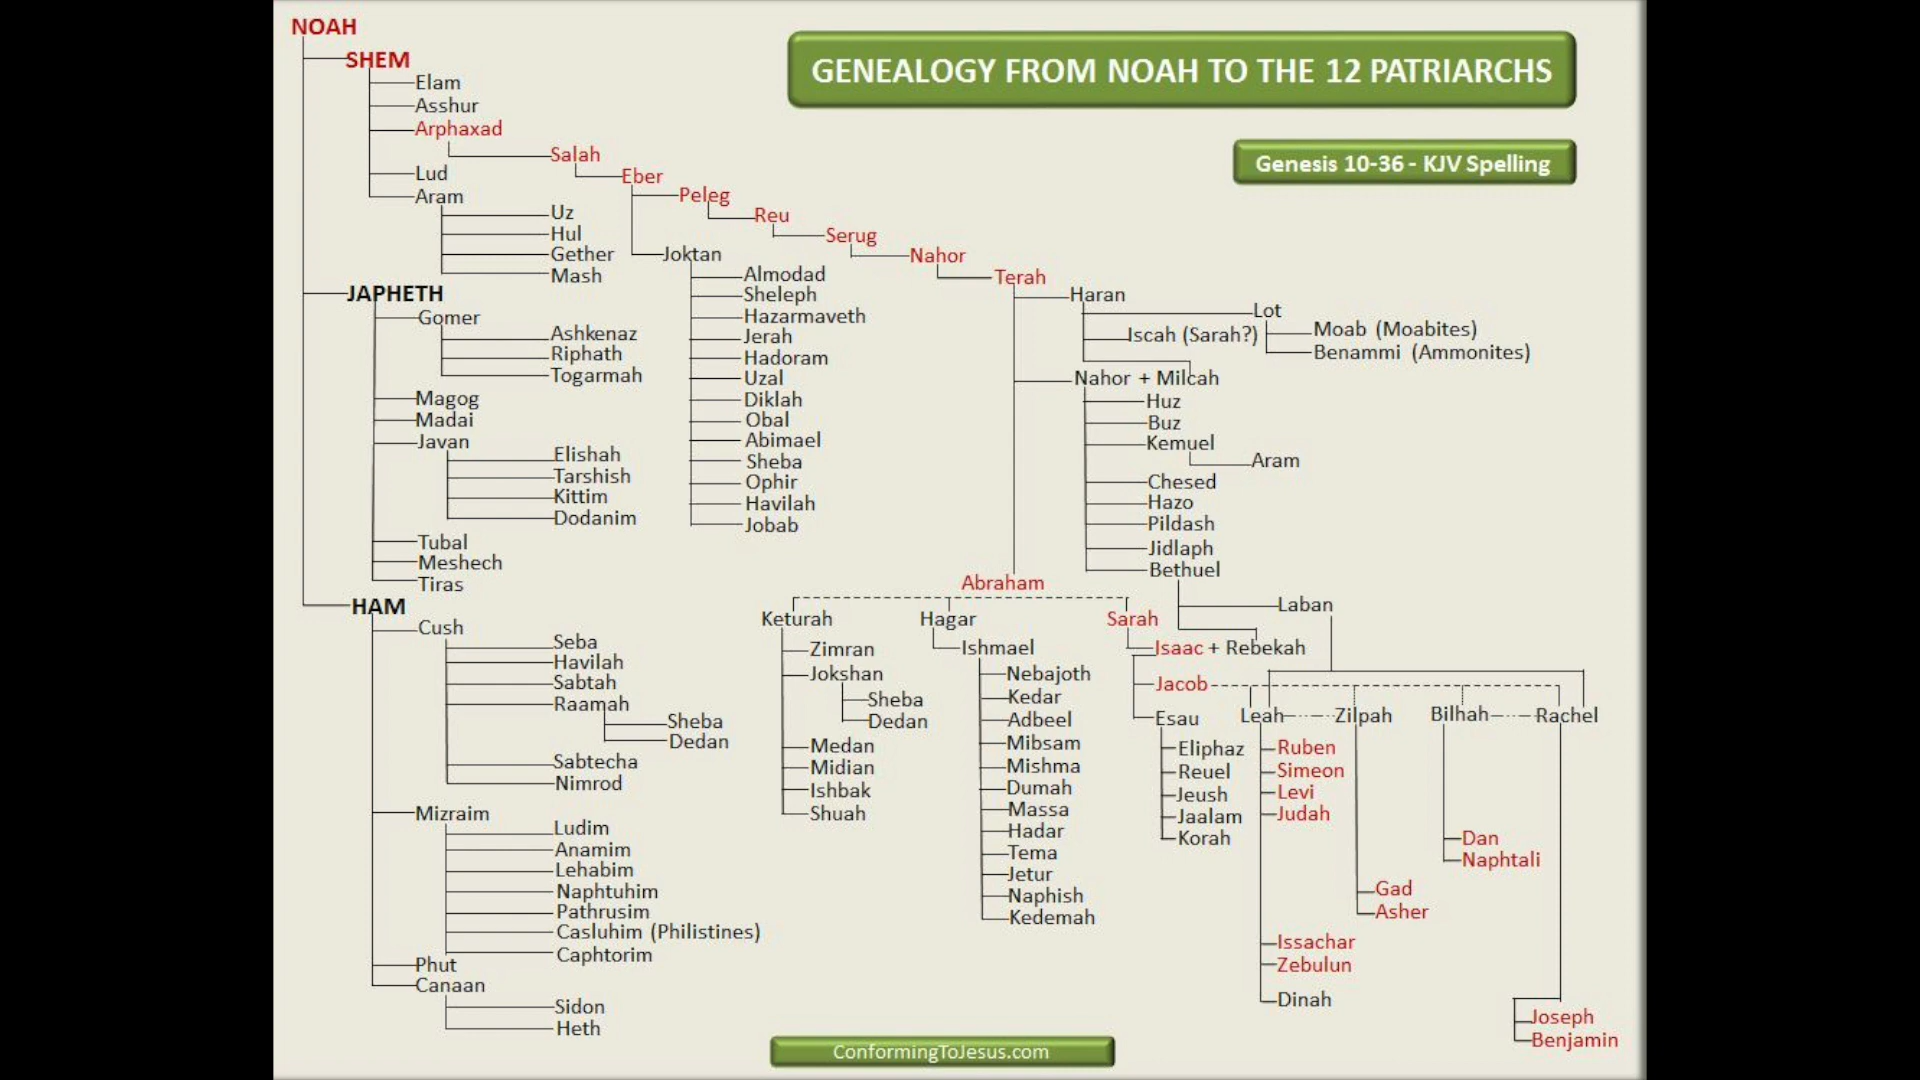 NOAH
GENEALOGY FROM NOAH TO THE 12 PATRIARCHS
Genesis 10-36 - KJV Spelling
SHEM
Elam
Asshur
Arphaxad
Salah
Eber
Peleg
Reu
Serug
Nahor
Terah
Lud
Aram
Uz
Hul
Gether
Mash
Joktan
Almodad
Sheleph
Hazarmaveth
Jerah
Hadoram
Uzal
Diklah
Obal
Abimael
Sheba
Ophir
Havilah
Jobab
Haran
Lot
Iscah (Sarah?)
Moab (Moabites)
Benammi (Ammonites)
Nahor + Milcah
Huz
Buz
Kemuel
Aram
Chesed
Hazo
Pildash
Jidlaph
Bethuel
Laban
JAPHETH
Gomer
Ashkenaz
Riphath
Togarmah
Magog
Madai
Javan
Elishah
Tarshish
Kittim
Dodanim
Tubal
Meshech
Tiras
HAM
Cush
Seba
Havilah
Sabtah
Raamah
Sheba
Dedan
Sabtecha
Nimrod
Mizraim
Ludim
Anamim
Lehabim
Naphtuhim
Pathrusim
Casluhim (Philistines)
Caphtorim
Phut
Canaan
Sidon
Heth
Abraham
Keturah
Zimran
Jokshan
Sheba
Dedan
Medan
Midian
Ishbak
Shuah
Hagar
Ishmael
Nebajoth
Kedar
Adbeel
Mibsam
Mishma
Dumah
Massa
Hadar
Tema
Jetur
Naphish
Kedemah
Sarah
Isaac + Rebekah
Jacob
Esau
Eliphaz
Reuel
Jeush
Jaalam
Korah
Leah
Zilpah
Bilhah
Rachel
Ruben
Simeon
Levi
Judah
Dan
Naphtali
Gad
Asher
Issachar
Zebulun
Dinah
Joseph
Benjamin
ConformingToJesus.com